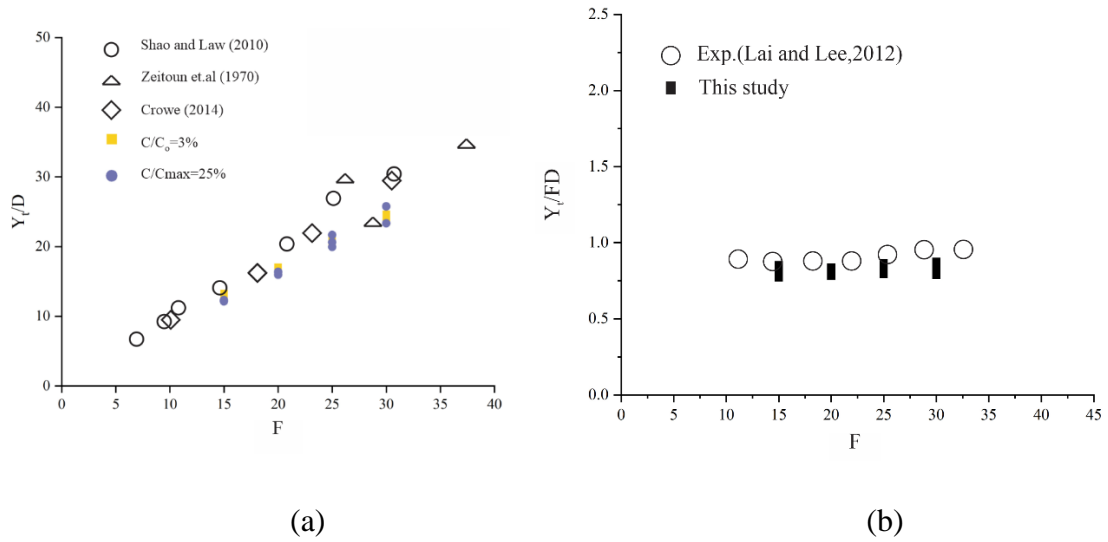 50
40
30
20
10
0
Y_t/D
Shao and Law (2010)
Zeitoun et.al (1970)
Crowe (2014)
C/C_o=3%
C/Cmax=25%
0 5 10 15 20 25 30 35 40
F
(a)
2.5
2.0
1.5
1.0
0.5
0.0
Y_t/FD
Exp.(Lai and Lee,2012)
This study
0 5 10 15 20 25 30 35 40 45
F
(b)